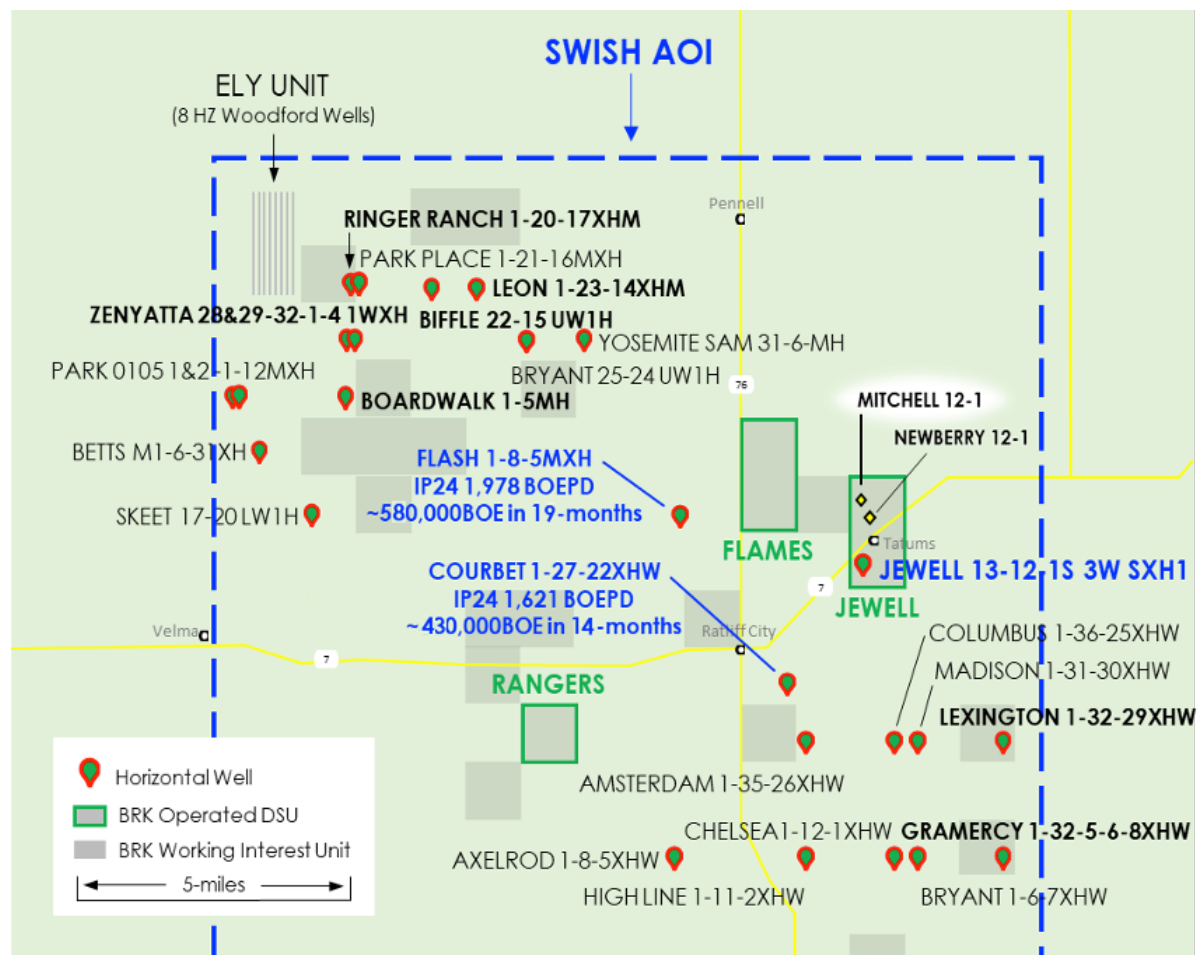 SWISH AOI
ELY UNIT
(8 HZ Woodford Wells)
Pennell
RINGER RANCH 1-20-17XHM
PARK PLACE 1-21-16MXH
LEON 1-23-14XHM
ZENYATTA 28&29-32-1-4 1WXH
BIFFLE 22-15 UW1H
YOSEMITE SAM 31-6-MH
PARK 0105 1&2-1-12MXH
BRYANT 25-24 UW1H
76
BOARDWALK 1-5MH
MITCHELL 12-1
NEWBERRY 12-1
BETTS M1-6-31XH
FLASH 1-8-5MXH
IP24 1,978 BOEPD
~580,000BOE in 19-months
SKEET 17-20 LW1H
FLAMES
Tatums
JEWELL 13-12-1S 3W SXH1
COURBET 1-27-22XHW
IP24 1,621 BOEPD
~430,000BOE in 14-months
7
JEWELL
Velma
Ratliff City
COLUMBUS 1-36-25XHW
7
MADISON 1-31-30XHW
RANGERS
LEXINGTON 1-32-29XHW
Horizontal Well
BRK Operated DSU
BRK Working Interest Unit
5-miles
AMSTERDAM 1-35-26XHW
CHELSEA 1-12-1XHW
GRAMERCY 1-32-5-6-8XHW
AXELROD 1-8-5XHW
HIGH LINE 1-11-2XHW
BRYANT 1-6-7XHW